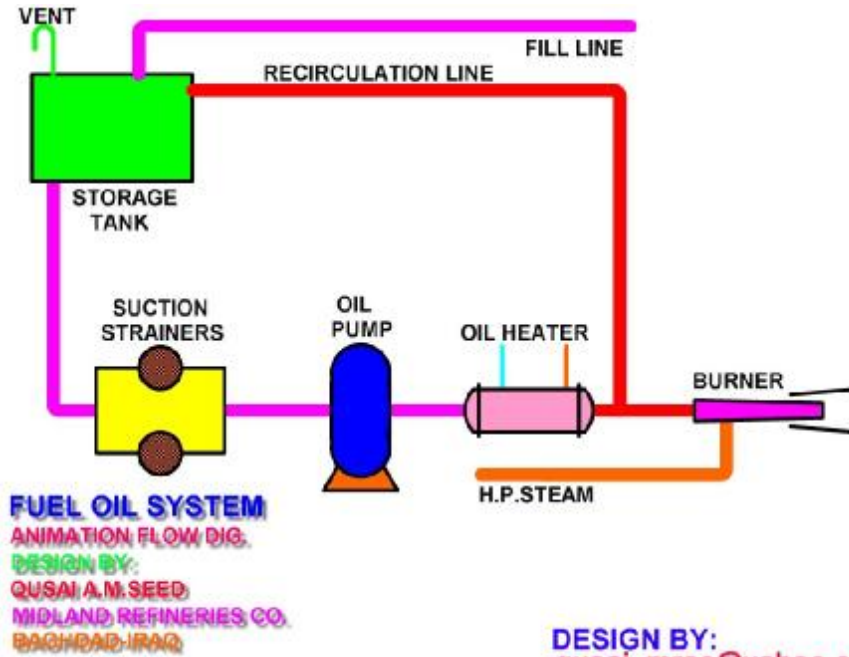 VENT
FILL LINE
RECIRCULATION LINE
STORAGE
TANK
SUCTION
STRAINERS
OIL
PUMP
OIL HEATER
BURNER
H.P.STEAM
FUEL OIL SYSTEM
ANIMATION FLOW DIG.
DESIGN BY:
QUSAI A.M.SEED
MIDLAND REFINERIES CO.
BAGHDAD-IRAQ
DESIGN BY: